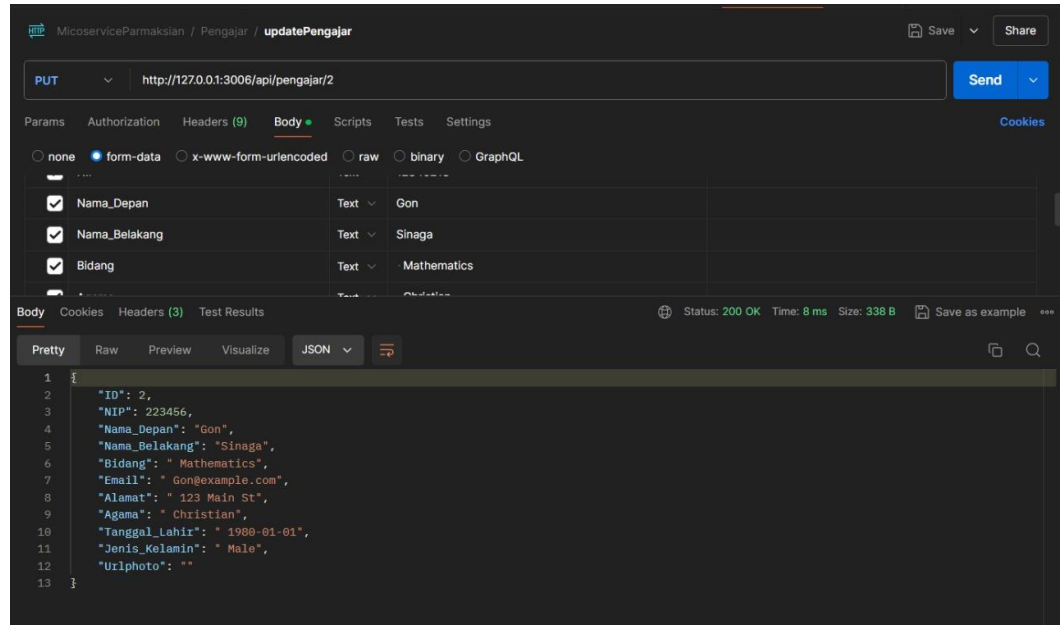 HTTP MicoserviceParmaksian / Pengajar / updatePengajar Save Share
PUT http://127.0.0.1:3006/api/pengajar/2 Send
Params Authorization Headers (9) Body Scripts Tests Settings Cookies
none form-data x-www-form-urlencoded raw binary GraphQL
Nama_Depan Text Gon
Nama_Belakang Text Sinaga
Bidang Text Mathematics
Body Cookies Headers (3) Test Results Status: 200 OK Time: 8 ms Size: 338 B Save as example
Pretty Raw Preview Visualize JSON
1 {
2 "ID": 2,
3 "NIP": 223456,
4 "Nama_Depan": "Gon",
5 "Nama_Belakang": "Sinaga",
6 "Bidang": " Mathematics",
7 "Email": " Gon@example.com",
8 "Alamat": " 123 Main St",
9 "Agama": " Christian",
10 "Tanggal_Lahir": " 1980-01-01",
11 "Jenis_Kelamin": " Male",
12 "Urlphoto": ""
13 }